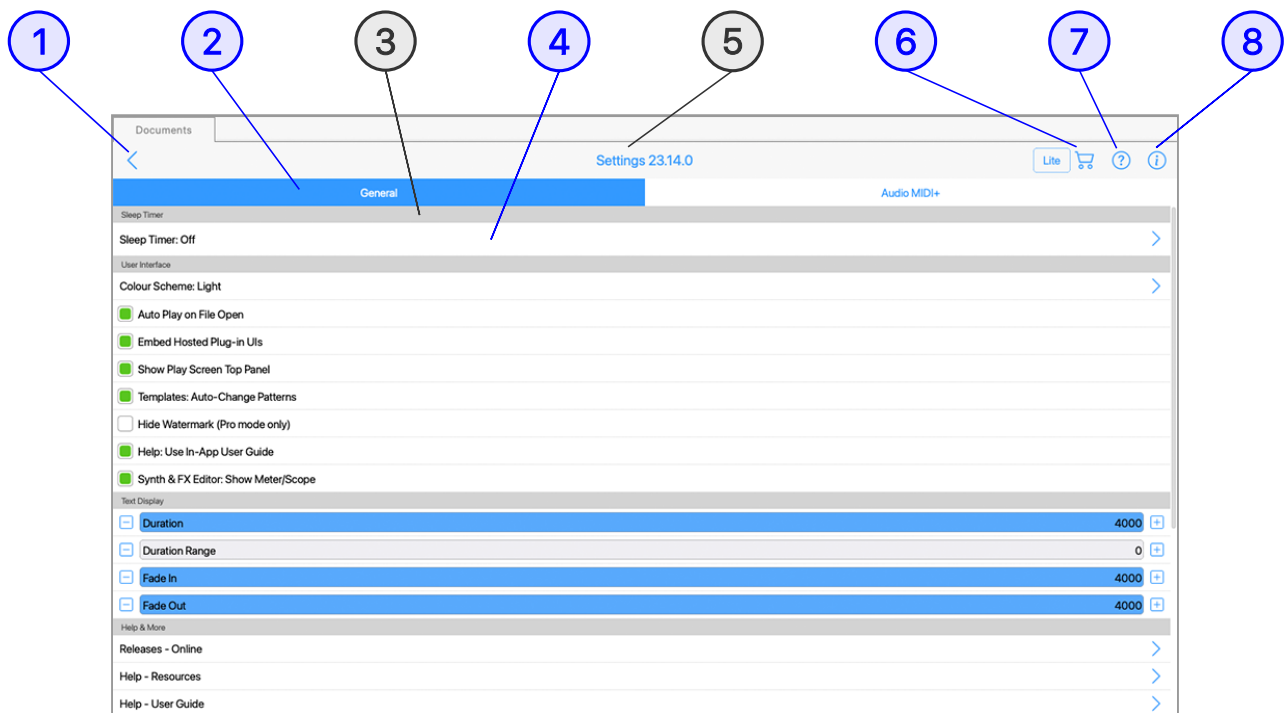 1 2 3 4 5 6 7 8
Documents
Settings 23.14.0 Lite ? i
General Audio MIDI+
Sleep Timer
Sleep Timer: Off
User Interface
Colour Scheme: Light
Auto Play on File Open
Embed Hosted Plug-in UIs
Show Play Screen Top Panel
Templates: Auto-Change Patterns
Hide Watermark (Pro mode only)
Help: Use In-App User Guide
Synth & FX Editor: Show Meter/Scope
Text Display
Duration 4000
Duration Range 0
Fade In 4000
Fade Out 4000
Help & More
Releases - Online
Help - Resources
Help - User Guide